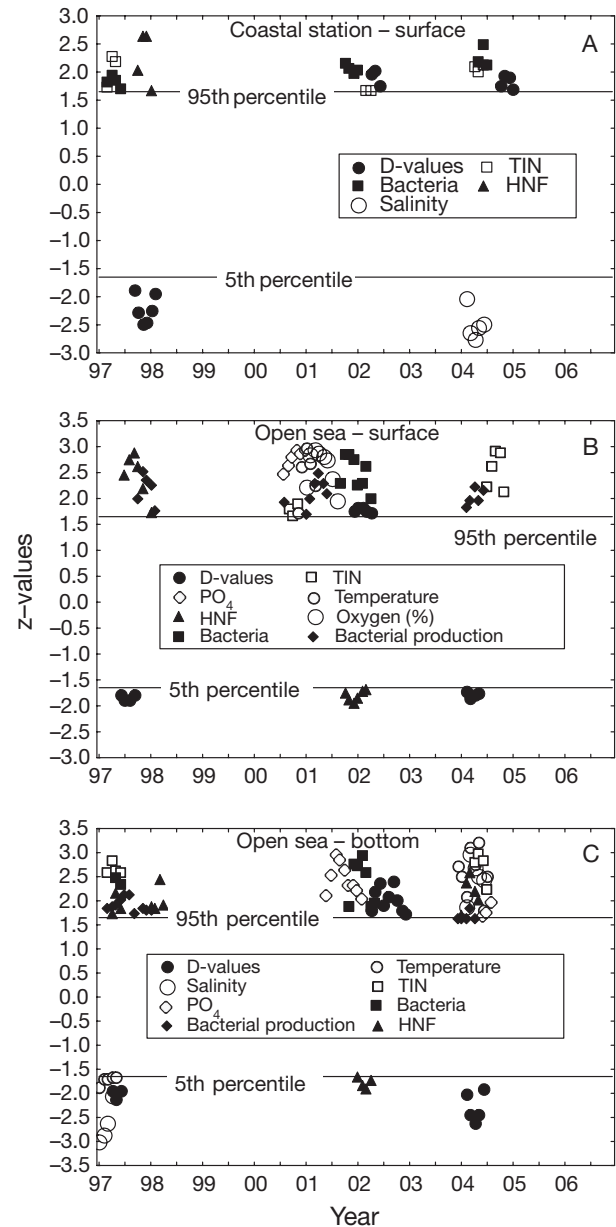 Coastal station – surface
A
3.0
2.5
2.0
1.5
1.0
0.5
0.0
–0.5
–1.0
–1.5
–2.0
–2.5
–3.0
95th percentile
D-values TIN
Bacteria HNF
Salinity
5th percentile
97 98 99 00 01 02 03 04 05 06
Open sea – surface
B
3.5
3.0
2.5
2.0
1.5
1.0
0.5
0.0
–0.5
–1.0
–1.5
–2.0
–2.5
–3.0
95th percentile
D-values TIN
PO4 Temperature
HNF Oxygen (%)
Bacteria Bacterial production
5th percentile
97 98 99 99 00 01 02 03 04 05 06
z–values
Open sea – bottom
C
3.5
3.0
2.5
2.0
1.5
1.0
0.5
0.0
–0.5
–1.0
–1.5
–2.0
–2.5
–3.0
–3.5
95th percentile
D-values Temperature
Salinity TIN
PO4 Bacteria
Bacterial production HNF
5th percentile
97 98 99 00 01 02 03 04 05 06
Year